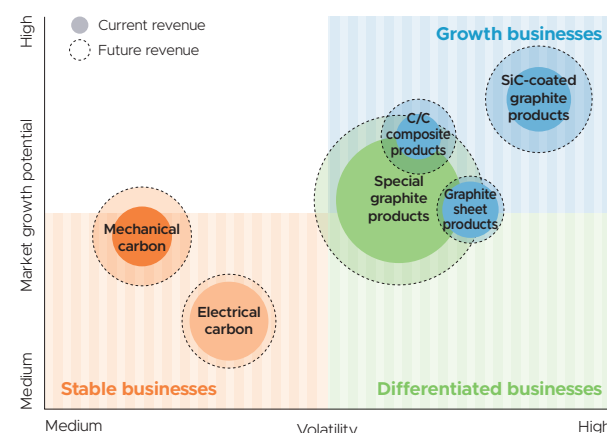 High
Current revenue
Future revenue
Growth businesses
SiC-coated
graphite
products
C/C
composite
products
Market growth potential
Special
graphite
products
Graphite
sheet
products
Mechanical
carbon
Electrical
carbon
Medium
Stable businesses
Differentiated businesses
Medium
Volatility
High